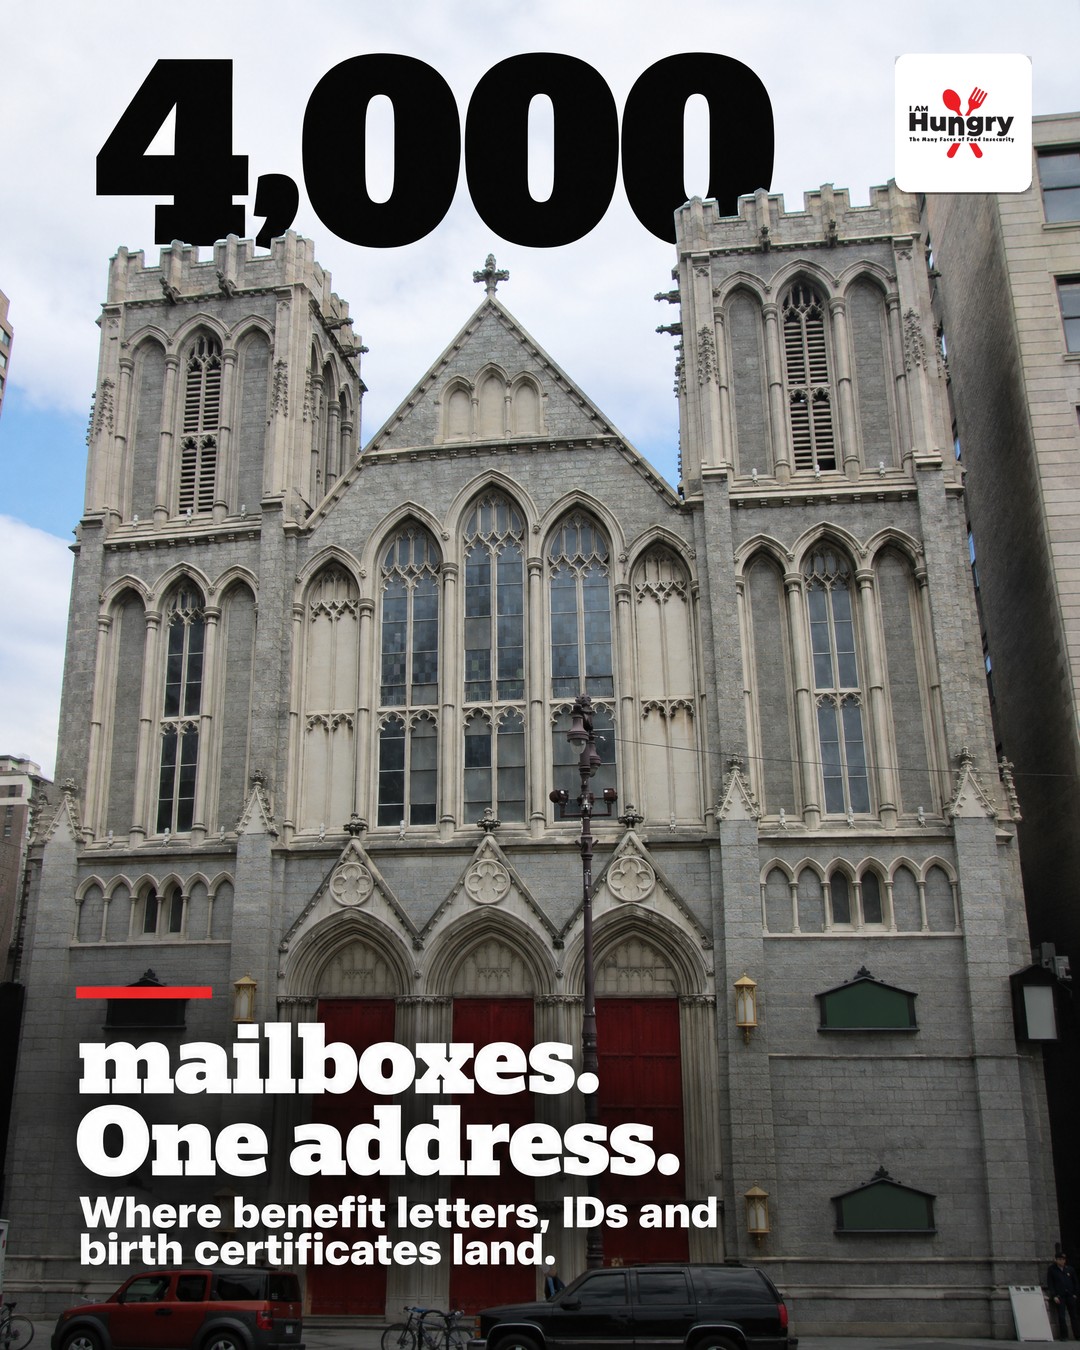 4,000
I AM
Hungry
The Many Faces of Food Insecurity
mailboxes.
One address.
Where benefit letters, IDs and
birth certificates land.